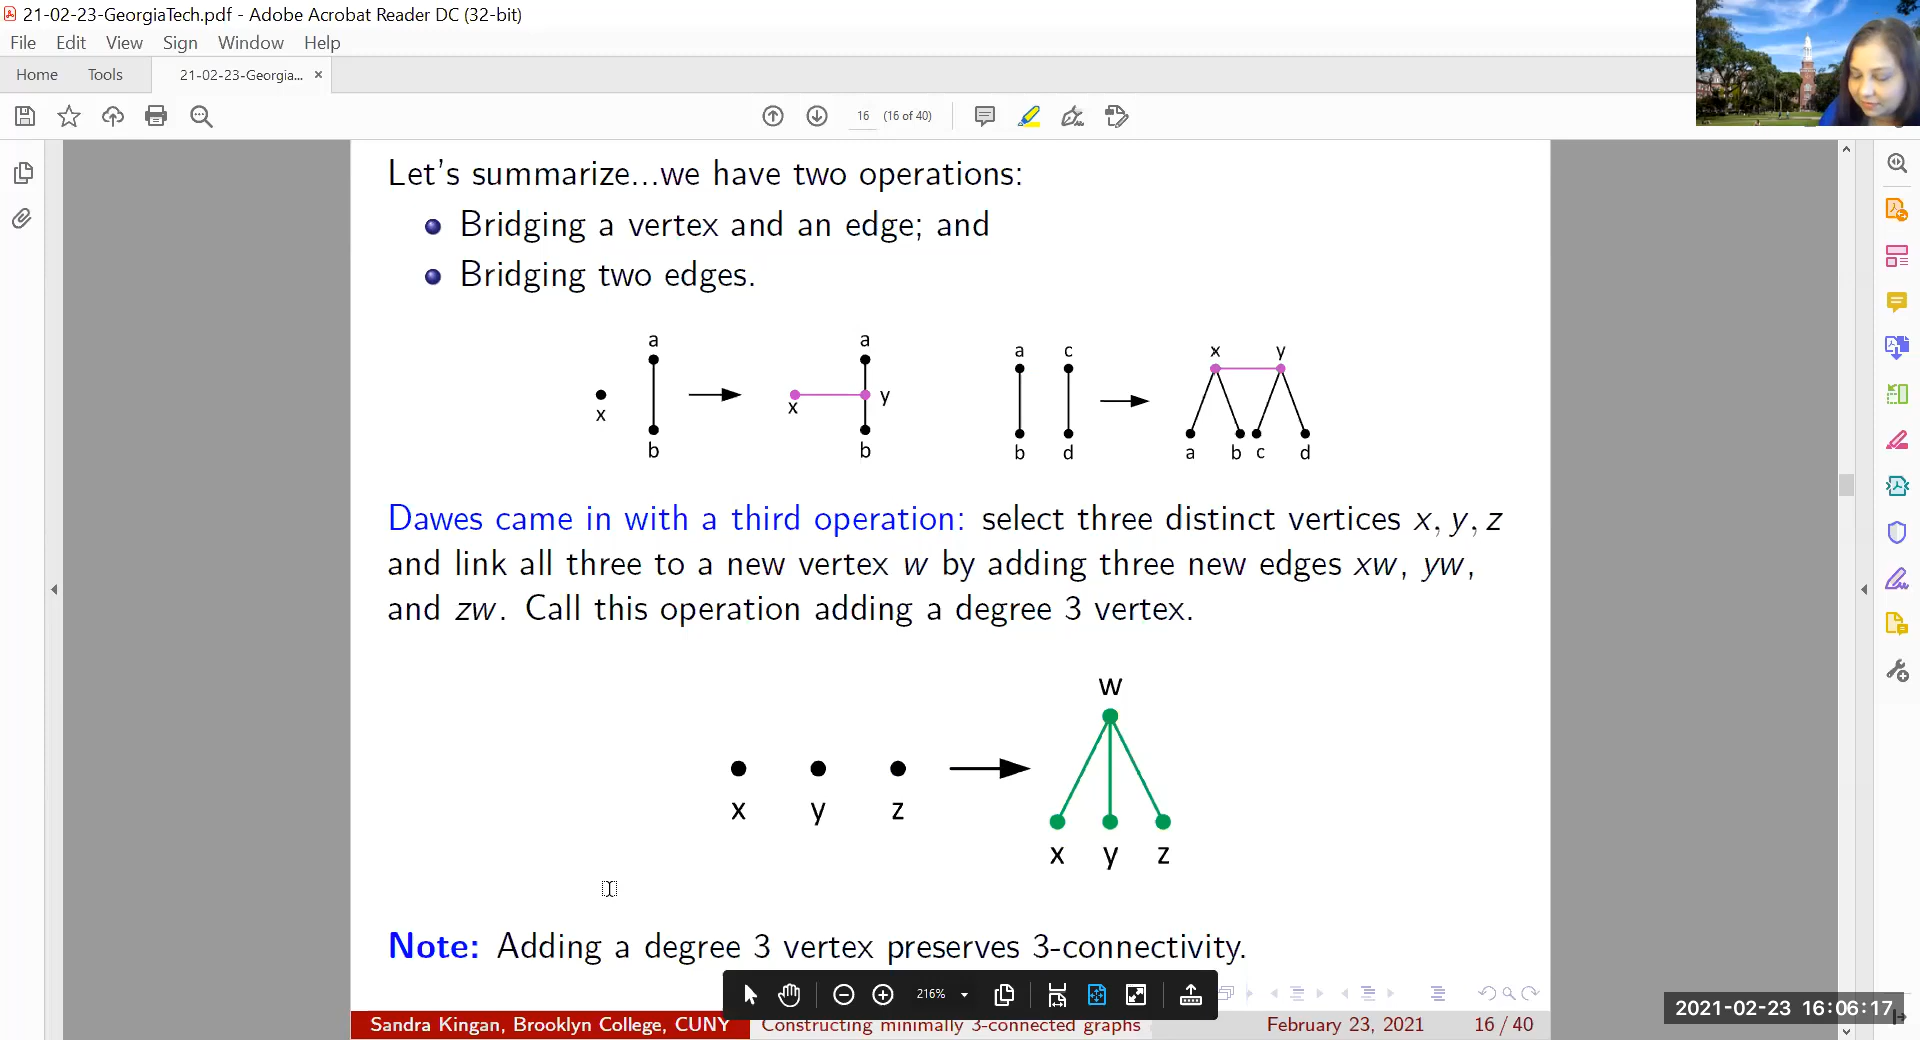 21-02-23-GeorgiaTech.pdf - Adobe Acrobat Reader DC (32-bit)
File Edit View Sign Window Help
Home Tools 21-02-23-Georgia... ×
16 (16 of 40)
Let's summarize...we have two operations:
Bridging a vertex and an edge; and
Bridging two edges.
a a a c x y
x x y
b b b d a b c d
Dawes came in with a third operation: select three distinct vertices x, y, z
and link all three to a new vertex w by adding three new edges xw, yw,
and zw. Call this operation adding a degree 3 vertex.
w
x y z
x y z
Note: Adding a degree 3 vertex preserves 3-connectivity.
216%
2021-02-23 16:06:17
Sandra Kingan, Brooklyn College, CUNY Constructing minimally 3-connected graphs February 23, 2021 16 / 40